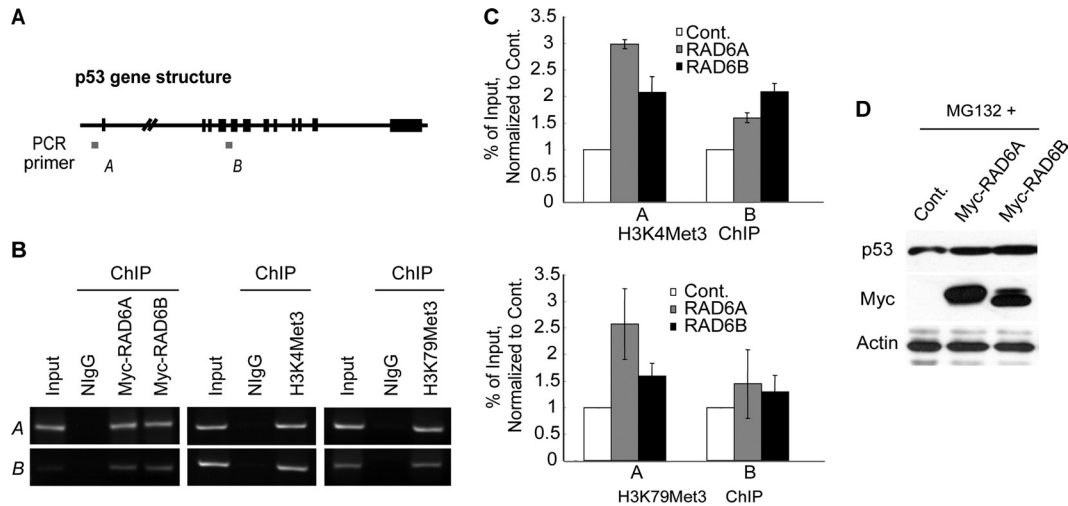 A
p53 gene structure
PCR
primer
A
B
B
ChIP
Input
NIgG
Myc-RAD6A
Myc-RAD6B
ChIP
Input
NIgG
H3K4Met3
ChIP
Input
NIgG
H3K79Met3
A
B
C
% of Input,
Normalized to Cont.
3.5
3
2.5
2
1.5
1
0.5
0
Cont.
RAD6A
RAD6B
A
B
H3K4Met3 ChIP
% of Input,
Normalized to Cont.
3.5
3
2.5
2
1.5
1
0.5
0
Cont.
RAD6A
RAD6B
A
B
H3K79Met3 ChIP
D
MG132 +
Cont.
Myc-RAD6A
Myc-RAD6B
p53
Myc
Actin